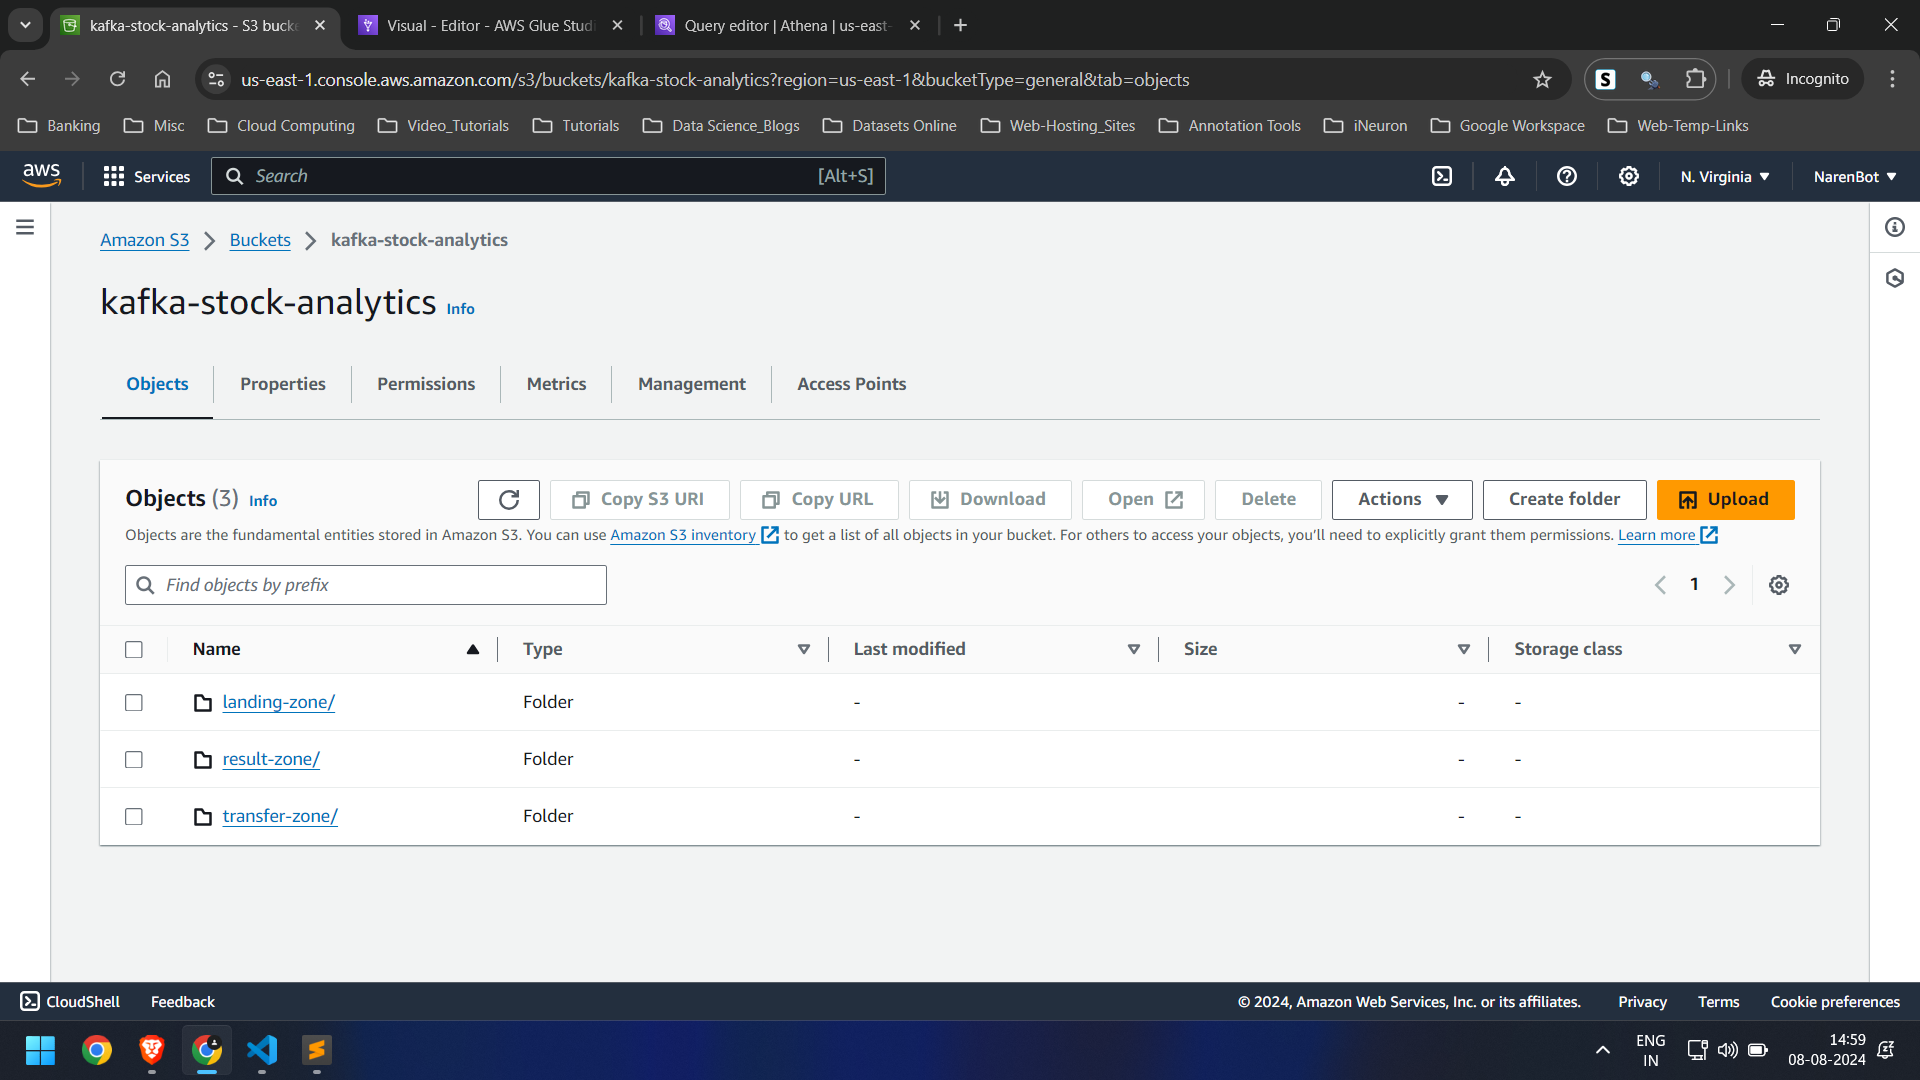 kafka-stock-analytics - S3 bucke
Visual - Editor - AWS Glue Studi
Query editor | Athena | us-east-
us-east-1.console.aws.amazon.com/s3/buckets/kafka-stock-analytics?region=us-east-1&bucketType=general&tab=objects
S
Incognito
Banking
Misc
Cloud Computing
Video_Tutorials
Tutorials
Data Science_Blogs
Datasets Online
Web-Hosting_Sites
Annotation Tools
iNeuron
Google Workspace
Web-Temp-Links
aws
Services
Search
[Alt+S]
N. Virginia
NarenBot
Amazon S3
Buckets
kafka-stock-analytics
kafka-stock-analytics Info
Objects
Properties
Permissions
Metrics
Management
Access Points
Objects (3) Info
Copy S3 URI
Copy URL
Download
Open
Delete
Actions
Create folder
Upload
Objects are the fundamental entities stored in Amazon S3. You can use Amazon S3 inventory to get a list of all objects in your bucket. For others to access your objects, you'll need to explicitly grant them permissions. Learn more
Find objects by prefix
1
Name
Type
Last modified
Size
Storage class
landing-zone/ Folder - - -
result-zone/ Folder - - -
transfer-zone/ Folder - - -
CloudShell
Feedback
© 2024, Amazon Web Services, Inc. or its affiliates.
Privacy
Terms
Cookie preferences
ENG
IN
14:59
08-08-2024